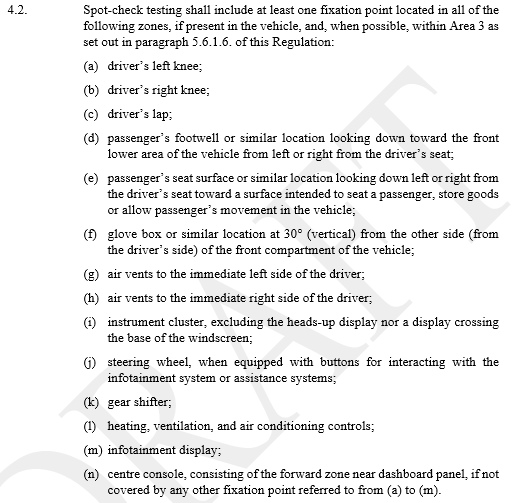 4.2. Spot-check testing shall include at least one fixation point located in all of the
following zones, if present in the vehicle, and, when possible, within Area 3 as
set out in paragraph 5.6.1.6. of this Regulation:
(a) driver's left knee;
(b) driver's right knee;
(c) driver's lap;
(d) passenger's footwell or similar location looking down toward the front
lower area of the vehicle from left or right from the driver's seat;
(e) passenger's seat surface or similar location looking down left or right from
the driver's seat toward a surface intended to seat a passenger, store goods
or allow passenger's movement in the vehicle;
(f) glove box or similar location at 30° (vertical) from the other side (from
the driver's side) of the front compartment of the vehicle;
(g) air vents to the immediate left side of the driver;
(h) air vents to the immediate right side of the driver;
(i) instrument cluster, excluding the heads-up display nor a display crossing
the base of the windscreen;
(j) steering wheel, when equipped with buttons for interacting with the
infotainment system or assistance systems;
(k) gear shifter;
(l) heating, ventilation, and air conditioning controls;
(m) infotainment display;
(n) centre console, consisting of the forward zone near dashboard panel, if not
covered by any other fixation point referred to from (a) to (m).
DRAFT